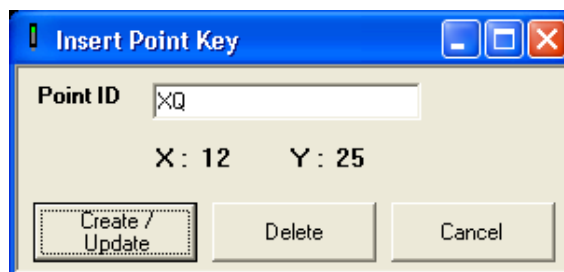 Insert Point Key
Point ID XQ
X : 12 Y : 25
Create / Delete Cancel
Update